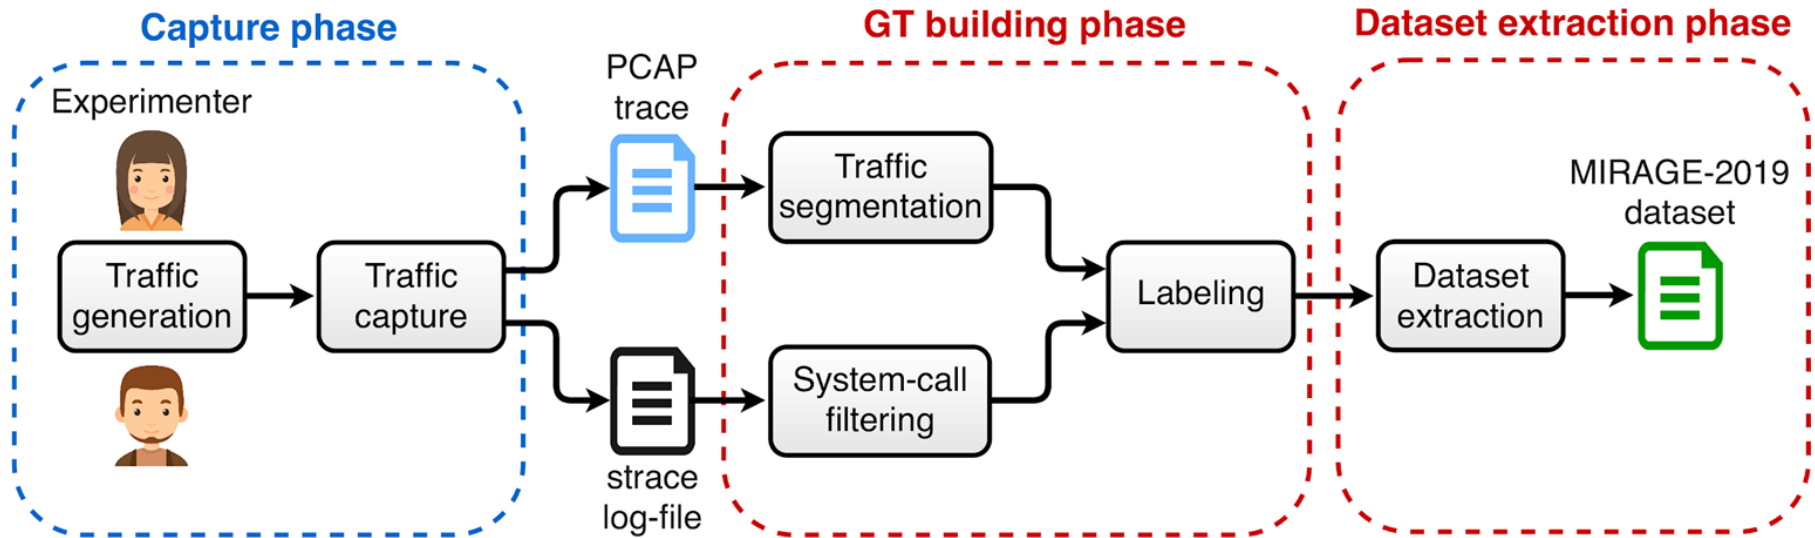 Capture phase
Experimenter
Traffic
generation
Traffic
capture
PCAP
trace
strace
log-file
GT building phase
Traffic
segmentation
System-call
filtering
Labeling
Dataset extraction phase
Dataset
extraction
MIRAGE-2019
dataset